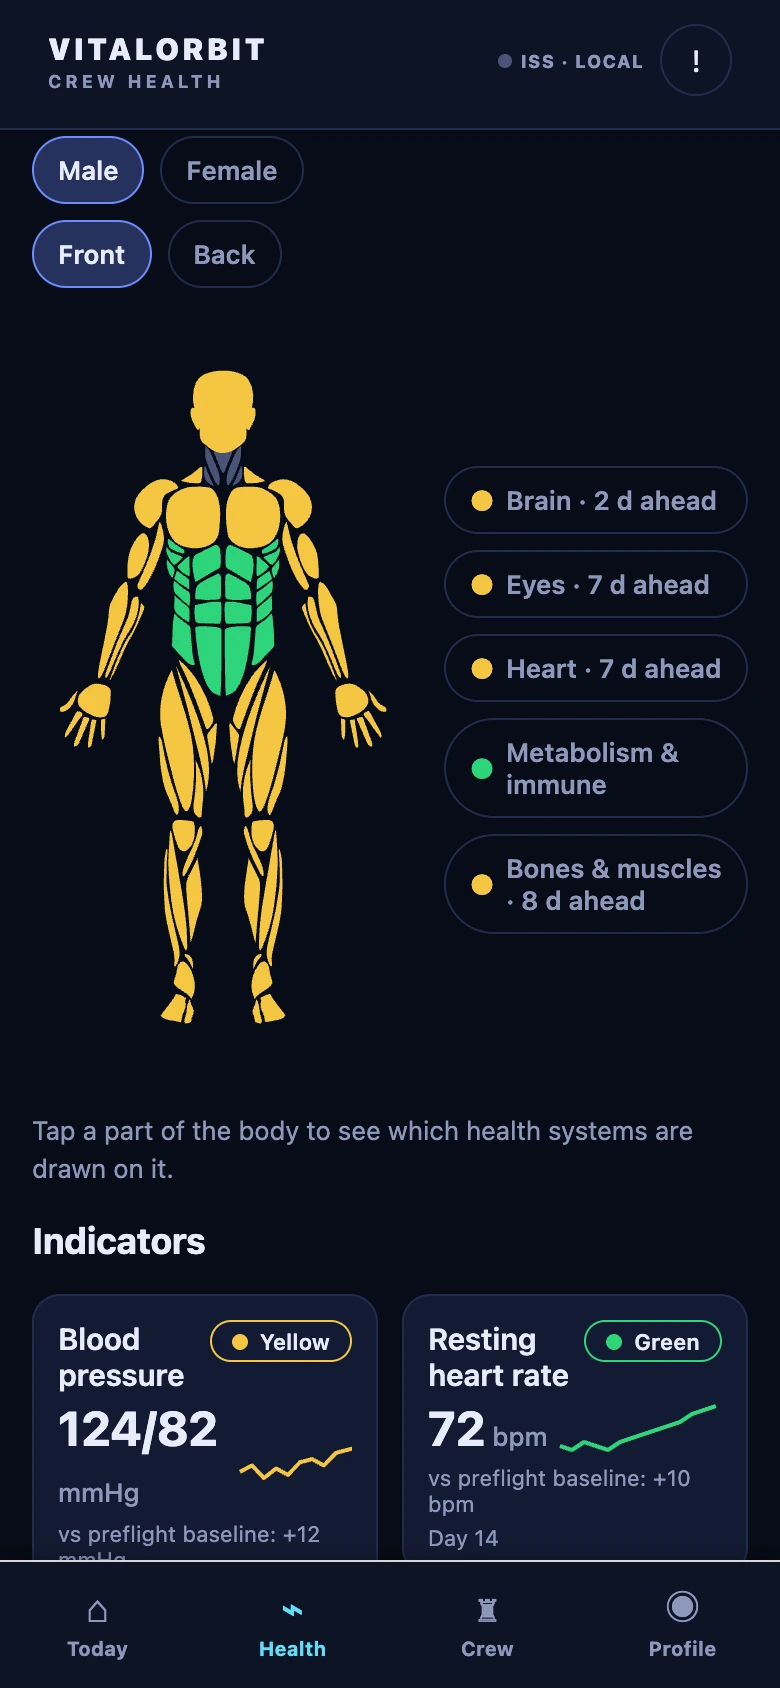 VITALORBIT
CREW HEALTH
ISS · LOCAL
!
Male
Female
Front
Back
Brain · 2 d ahead
Eyes · 7 d ahead
Heart · 7 d ahead
Metabolism &
immune
Bones & muscles
· 8 d ahead
Tap a part of the body to see which health systems are
drawn on it.
Indicators
Blood
pressure
Yellow
124/82
mmHg
vs preflight baseline: +12
mmHg
Resting
heart rate
Green
72 bpm
vs preflight baseline: +10
bpm
Day 14
Today
Health
Crew
Profile